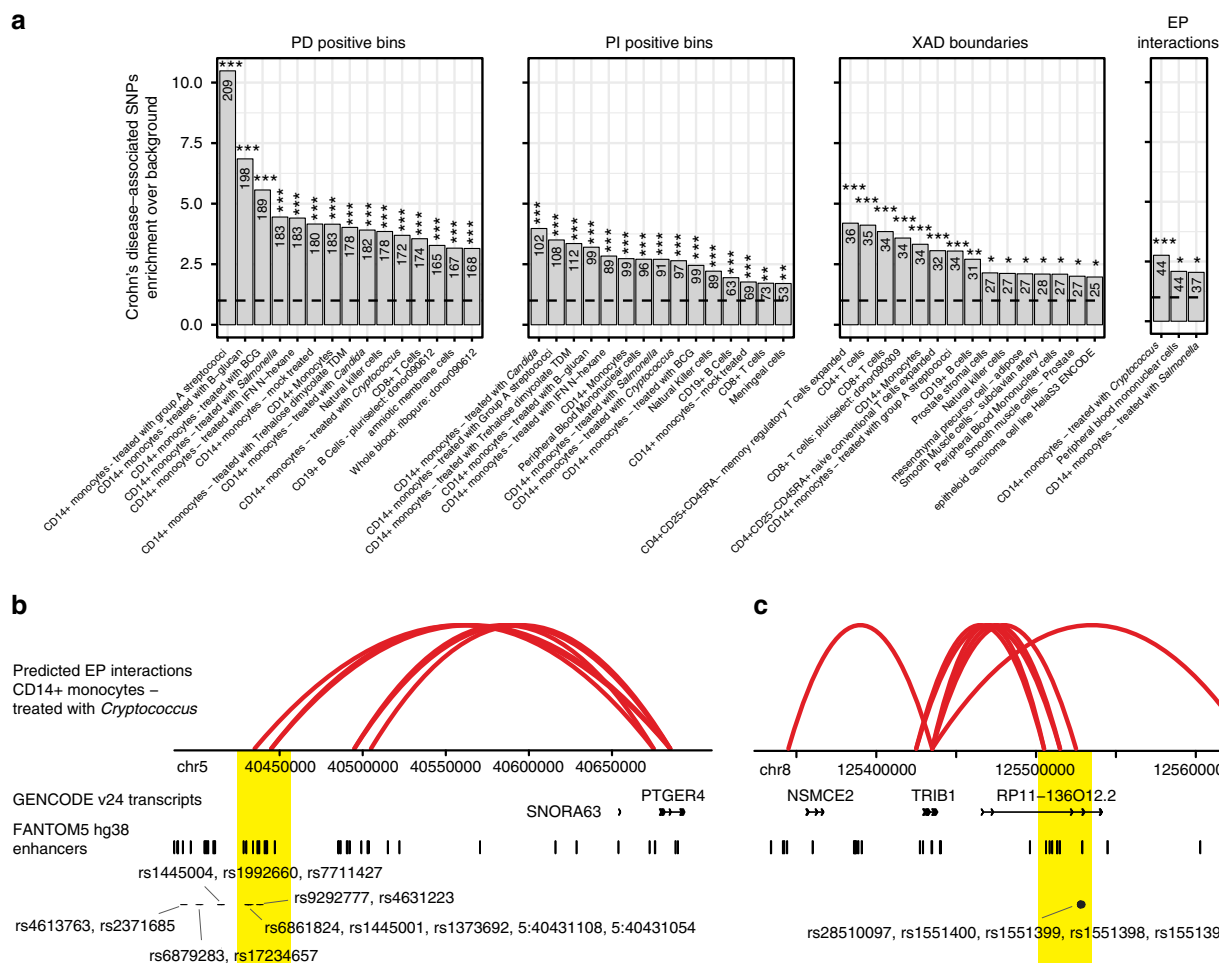 a
PD positive bins
PI positive bins
XAD boundaries
EP
interactions
Crohn's disease–associated SNPs
enrichment over background
10.0
7.5
5.0
2.5
0.0
*** 209
*** 198
*** 189
*** 183
*** 183
*** 180
*** 183
*** 178
*** 182
*** 178
*** 172
*** 174
*** 165
*** 167
*** 168
*** 102
*** 108
*** 112
*** 99
*** 89
*** 99
*** 96
*** 91
*** 97
*** 99
*** 89
*** 63
*** 69
** 73
** 53
*** 36
*** 35
*** 34
*** 34
*** 34
*** 32
** 34
** 31
* 27
* 27
* 27
* 28
* 27
* 27
* 25
*** 44
* 44
* 37
CD14+ monocytes - treated with group A streptococci
CD14+ monocytes - treated with B-glucan
CD14+ monocytes - treated with BCG
CD14+ monocytes – treated with Salmonella
CD14+ monocytes – treated with IFN N–hexane
CD14+ monocytes – mock treated
CD14+ Monocytes
CD14+ monocytes – treated with Trehalose dimycolate TDM
CD14+ monocytes – treated with Candida
Natural killer cells
CD14+ monocytes – treated with Cryptococcus
CD8+ T Cells
CD19+ B Cells - pluriselect: donor090612
amniotic membrane cells
Whole blood: ribopure: donor090612
CD14+ monocytes – treated with Candida
CD14+ monocytes – treated with Group A streptococci
CD14+ monocytes – treated with Trehalose dimycolate TDM
CD14+ monocytes – treated with B–glucan
CD14+ monocytes – treated with IFN N–hexane
CD14+ Monocytes
Peripheral Blood Mononuclear cells
CD14+ monocytes – treated with Salmonella
CD14+ monocytes – treated with Cryptococcus
CD14+ monocytes – treated with BCG
Natural Killer cells
CD19+ B Cells
CD14+ monocytes – mock treated
CD8+ T cells
Meningeal cells
CD4+CD25+CD45RA– memory regulatory T cells expanded
CD4+ T cells
CD8+ T cells
CD8+ T cells: pluriselect: donor090309
CD14+ Monocytes
CD4+CD25–CD45RA+ naive conventional T cells expanded
CD14+ monocytes – treated with group A Streptococci
CD19+ B cells
Prostate stromal cells
Natural killer cells
mesenchymal precursor cell – adipose
Smooth Muscle cells – subclavian artery
Peripheral Blood Mononuclear cells
Smooth muscle cells – Prostate
epitheloid carcinoma cell line HelaS3 ENCODE
CD14+ monocytes – treated with Cryptococcus
Peripheral blood mononuclear cells
CD14+ monocytes – treated with Salmonella
b
Predicted EP interactions
CD14+ monocytes –
treated with Cryptococcus
chr5
40450000
40500000
40550000
40600000
40650000
GENCODE v24 transcripts
SNORA63
PTGER4
FANTOM5 hg38
enhancers
rs1445004, rs1992660, rs7711427
rs9292777, rs4631223
rs4613763, rs2371685
rs6861824, rs1445001, rs1373692, 5:40431108, 5:40431054
rs6879283, rs17234657
c
chr8
125400000
125500000
12560000
NSMCE2
TRIB1
RP11–136O12.2
rs28510097, rs1551400, rs1551399, rs1551398, rs155139